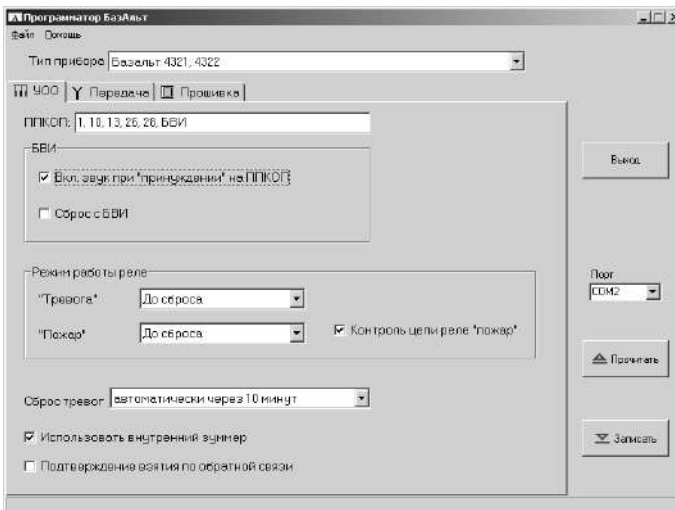 Программатор БазАльт
Файл Помощь
Тип прибора Базальт 4321, 4322
УОО Передача Прошивка
ППКОП: 1, 10, 13, 26, 28, БВИ
БВИ
Вкл. звук при "принуждении" на ППКОП
Сброс с БВИ
Выход
Режим работы реле
"Тревога" До сброса
"Пожар" До сброса
Контроль цепи реле "пожар"
Порт
COM2
Прочитать
Сброс тревог автоматически через 10 минут
Использовать внутренний зуммер
Записать
Подтверждение взятия по обратной связи